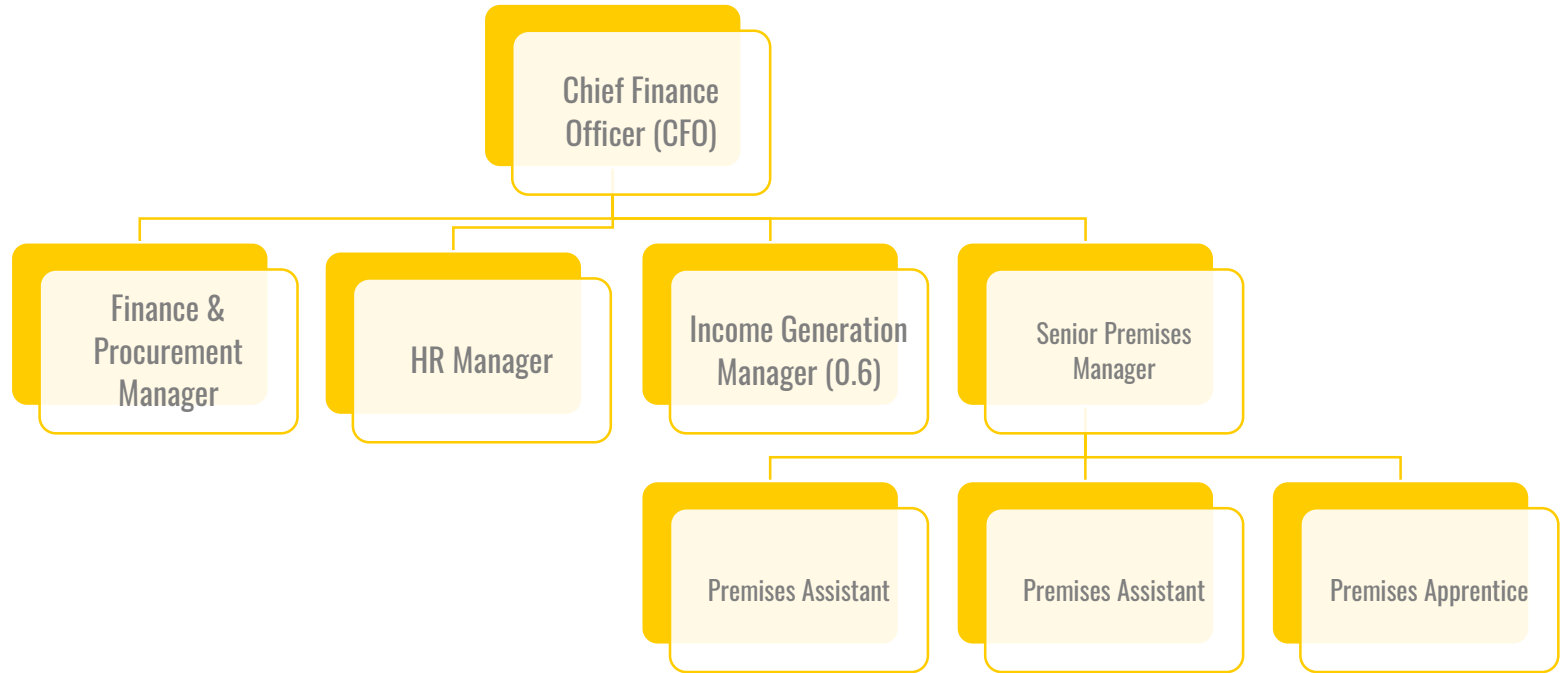 Chief Finance
Officer (CFO)
Finance &
Procurement
Manager
HR Manager
Income Generation
Manager (0.6)
Senior Premises
Manager
Premises Assistant
Premises Assistant
Premises Apprentice